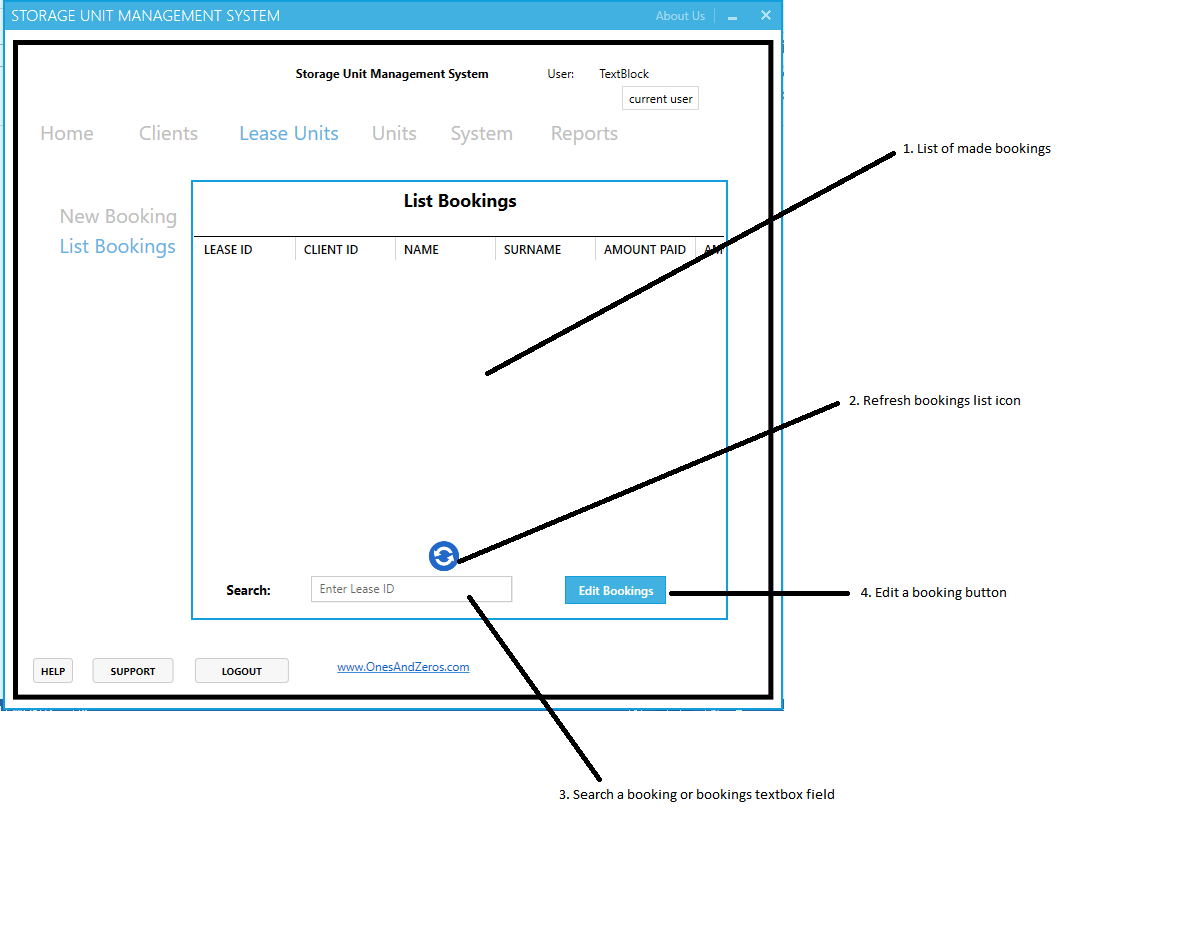 STORAGE UNIT MANAGEMENT SYSTEM
About Us
Storage Unit Management System
User: TextBlock
current user
Home Clients Lease Units Units System Reports
1. List of made bookings
New Booking
List Bookings
List Bookings
LEASE ID CLIENT ID NAME SURNAME AMOUNT PAID AM
2. Refresh bookings list icon
Search: Enter Lease ID Edit Bookings
4. Edit a booking button
HELP SUPPORT LOGOUT www.OnesAndZeros.com
3. Search a booking or bookings textbox field